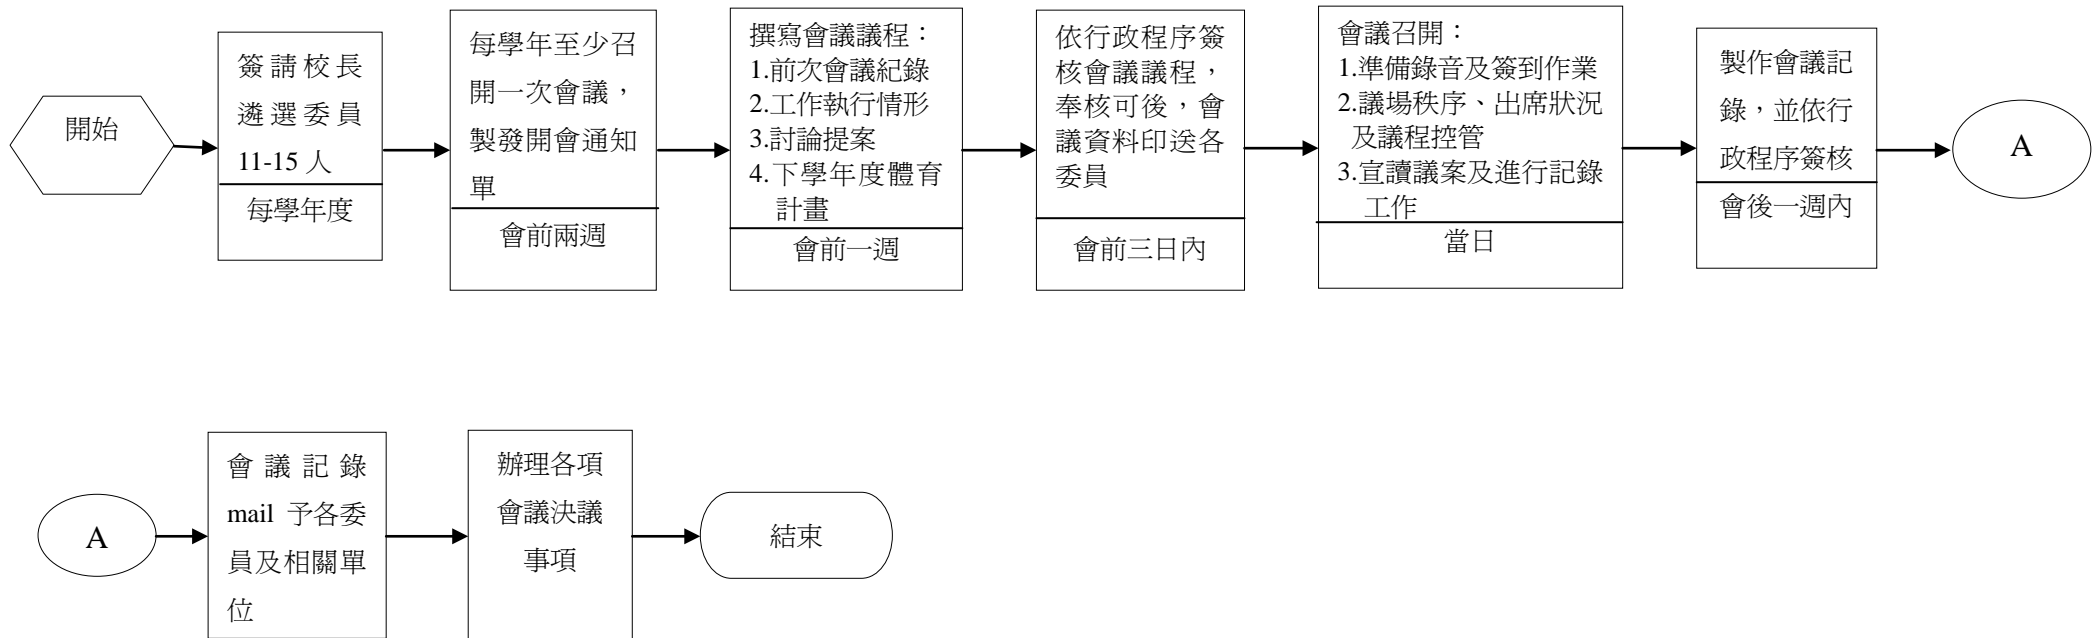 開始
簽請校長
遴選委員
11-15 人
每學年度
每學年至少召
開一次會議，
製發開會通知
單
會前兩週
撰寫會議議程：
1.前次會議紀錄
2.工作執行情形
3.討論提案
4.下學年度體育
計畫
會前一週
依行政程序簽
核會議議程，
奉核可後，會
議資料印送各
委員
會前三日內
會議召開：
1.準備錄音及簽到作業
2.議場秩序、出席狀況
及議程控管
3.宣讀議案及進行記錄
工作
當日
製作會議記
錄，並依行
政程序簽核
會後一週內
A
A
會議記錄
mail 予各委
員及相關單
位
辦理各項
會議決議
事項
結束